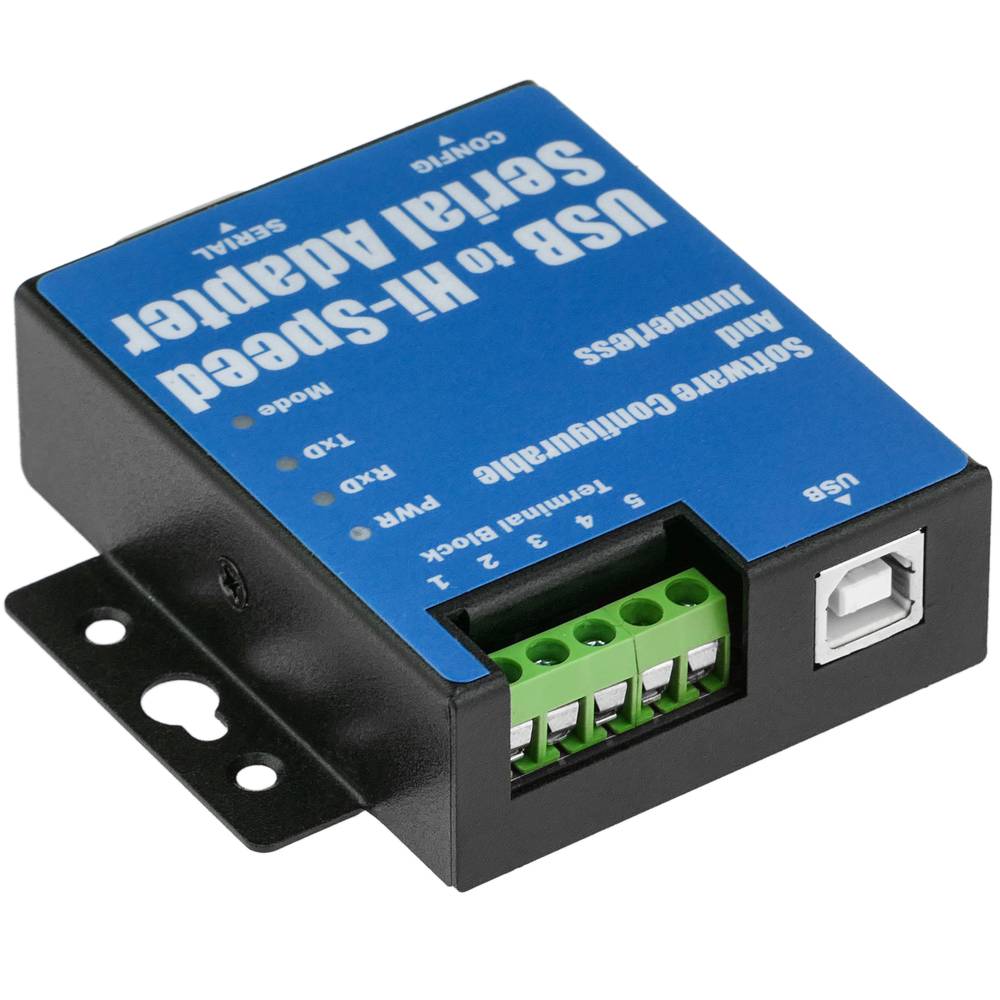 CONFIG
SERIAL
USB to Hi-Speed
Serial Adapter
Mode
TxD
RxD
PWR
Software Configurable
And
Jumperless
Terminal Block
1 2 3 4 5
USB